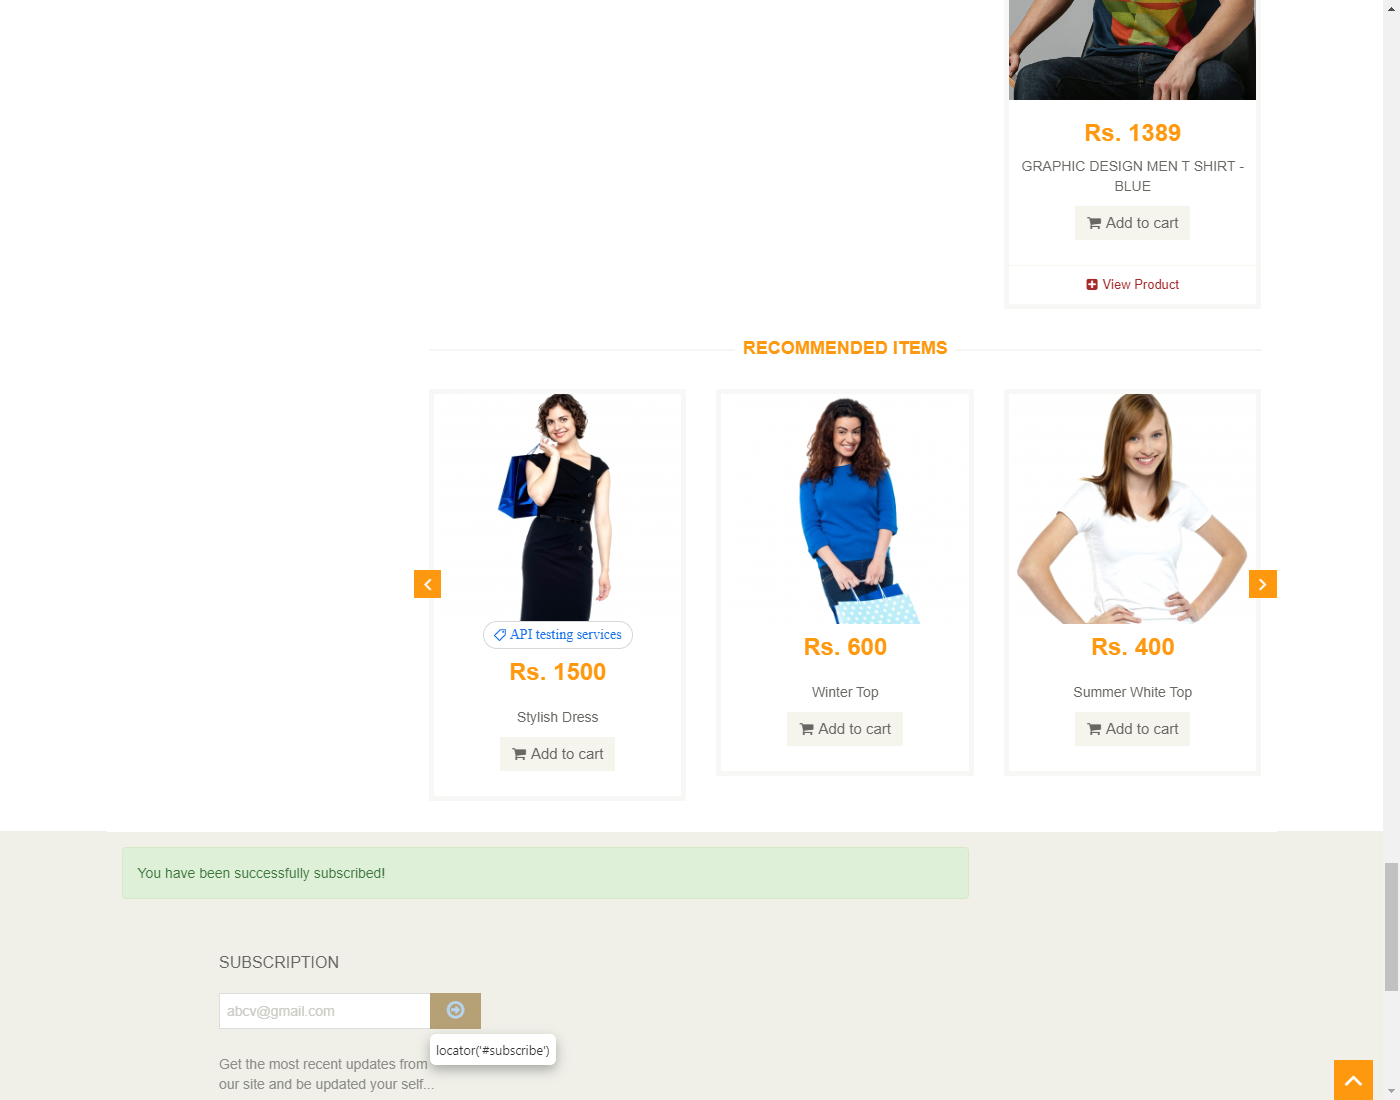 Rs. 1389
GRAPHIC DESIGN MEN T SHIRT -
BLUE
Add to cart
View Product
RECOMMENDED ITEMS
API testing services
Rs. 1500
Stylish Dress
Add to cart
Rs. 600
Winter Top
Add to cart
Rs. 400
Summer White Top
Add to cart
You have been successfully subscribed!
SUBSCRIPTION
abcv@gmail.com
locator('#subscribe')
Get the most recent updates from
our site and be updated your self...